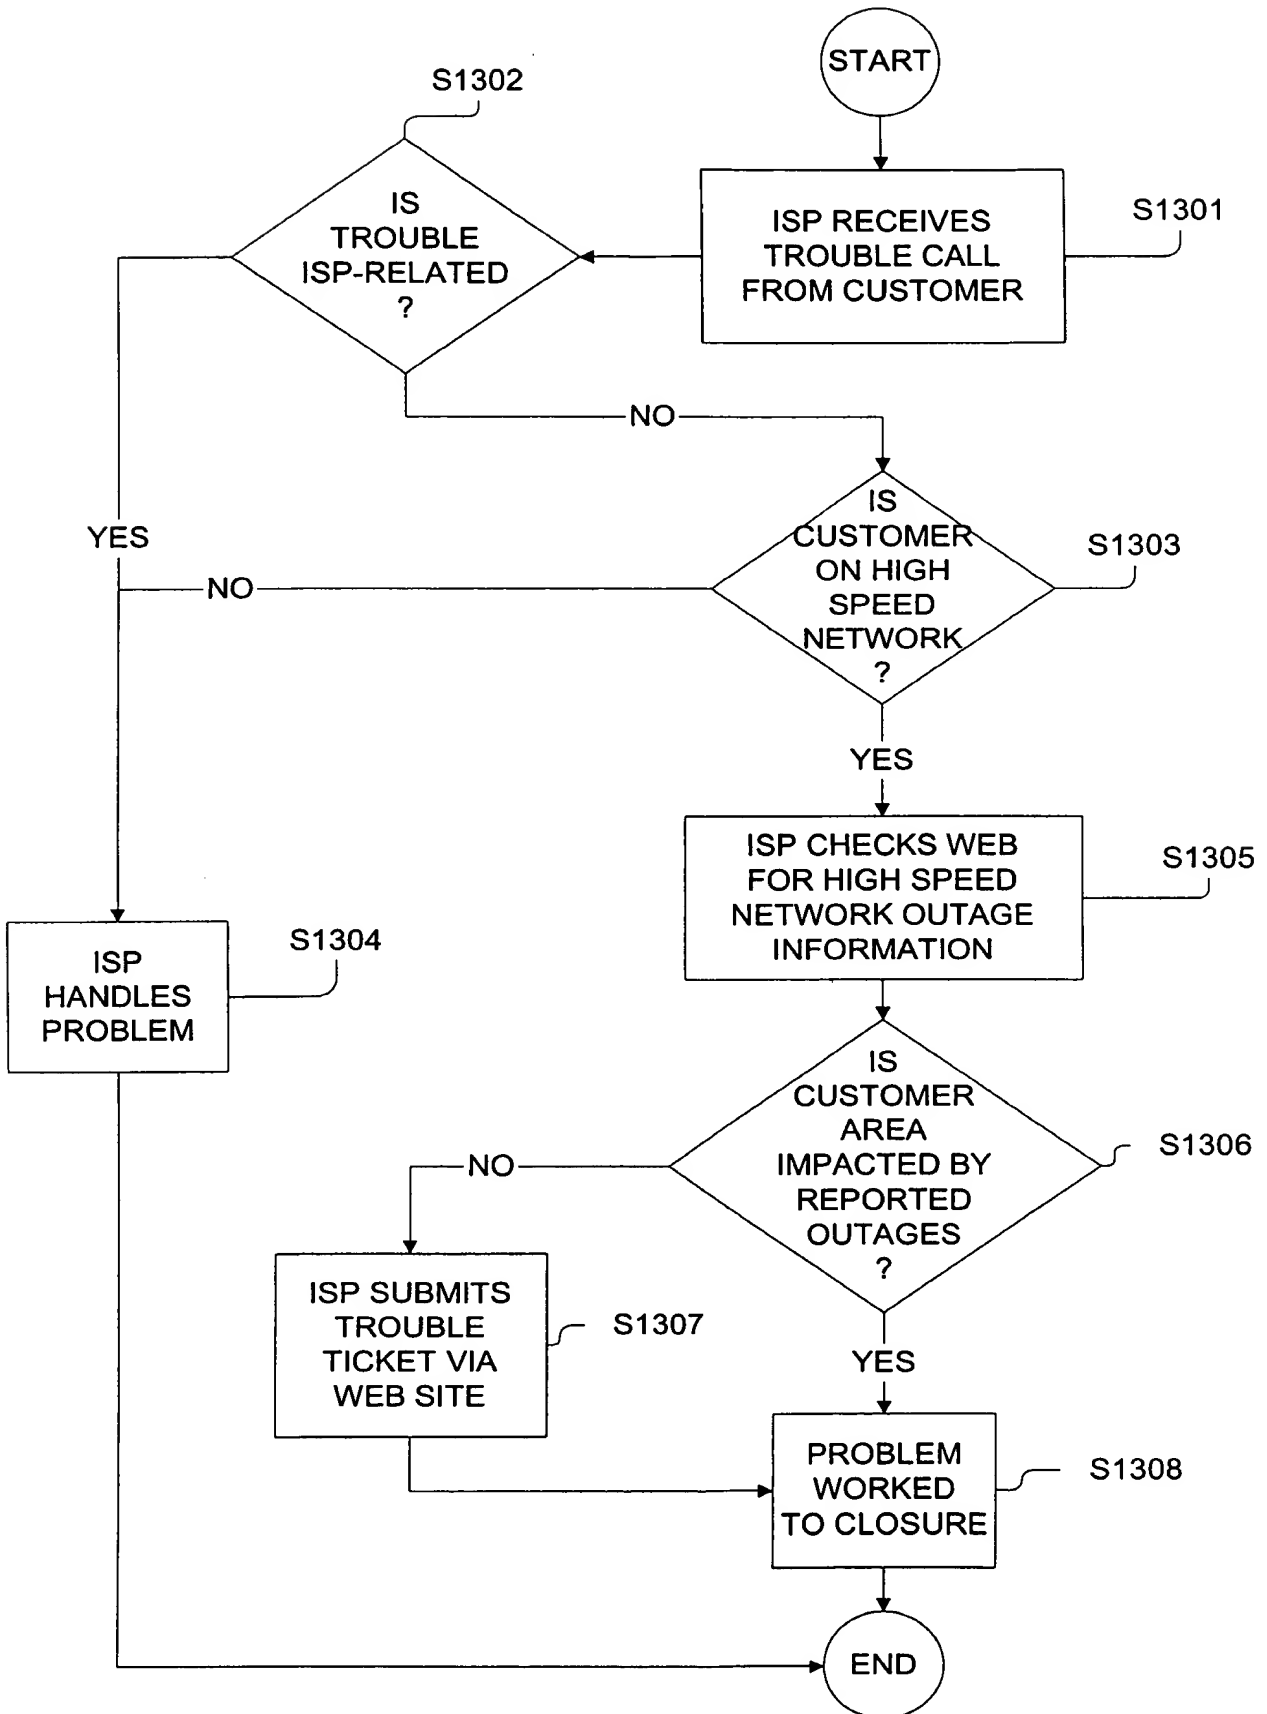 START
S1302
IS
TROUBLE
ISP-RELATED
?
ISP RECEIVES
TROUBLE CALL
FROM CUSTOMER
S1301
NO
YES
IS
CUSTOMER
ON HIGH
SPEED
NETWORK
?
S1303
NO
YES
ISP CHECKS WEB
FOR HIGH SPEED
NETWORK OUTAGE
INFORMATION
S1305
ISP
HANDLES
PROBLEM
S1304
IS
CUSTOMER
AREA
IMPACTED BY
REPORTED
OUTAGES
?
S1306
NO
ISP SUBMITS
TROUBLE
TICKET VIA
WEB SITE
S1307
YES
PROBLEM
WORKED
TO CLOSURE
S1308
END